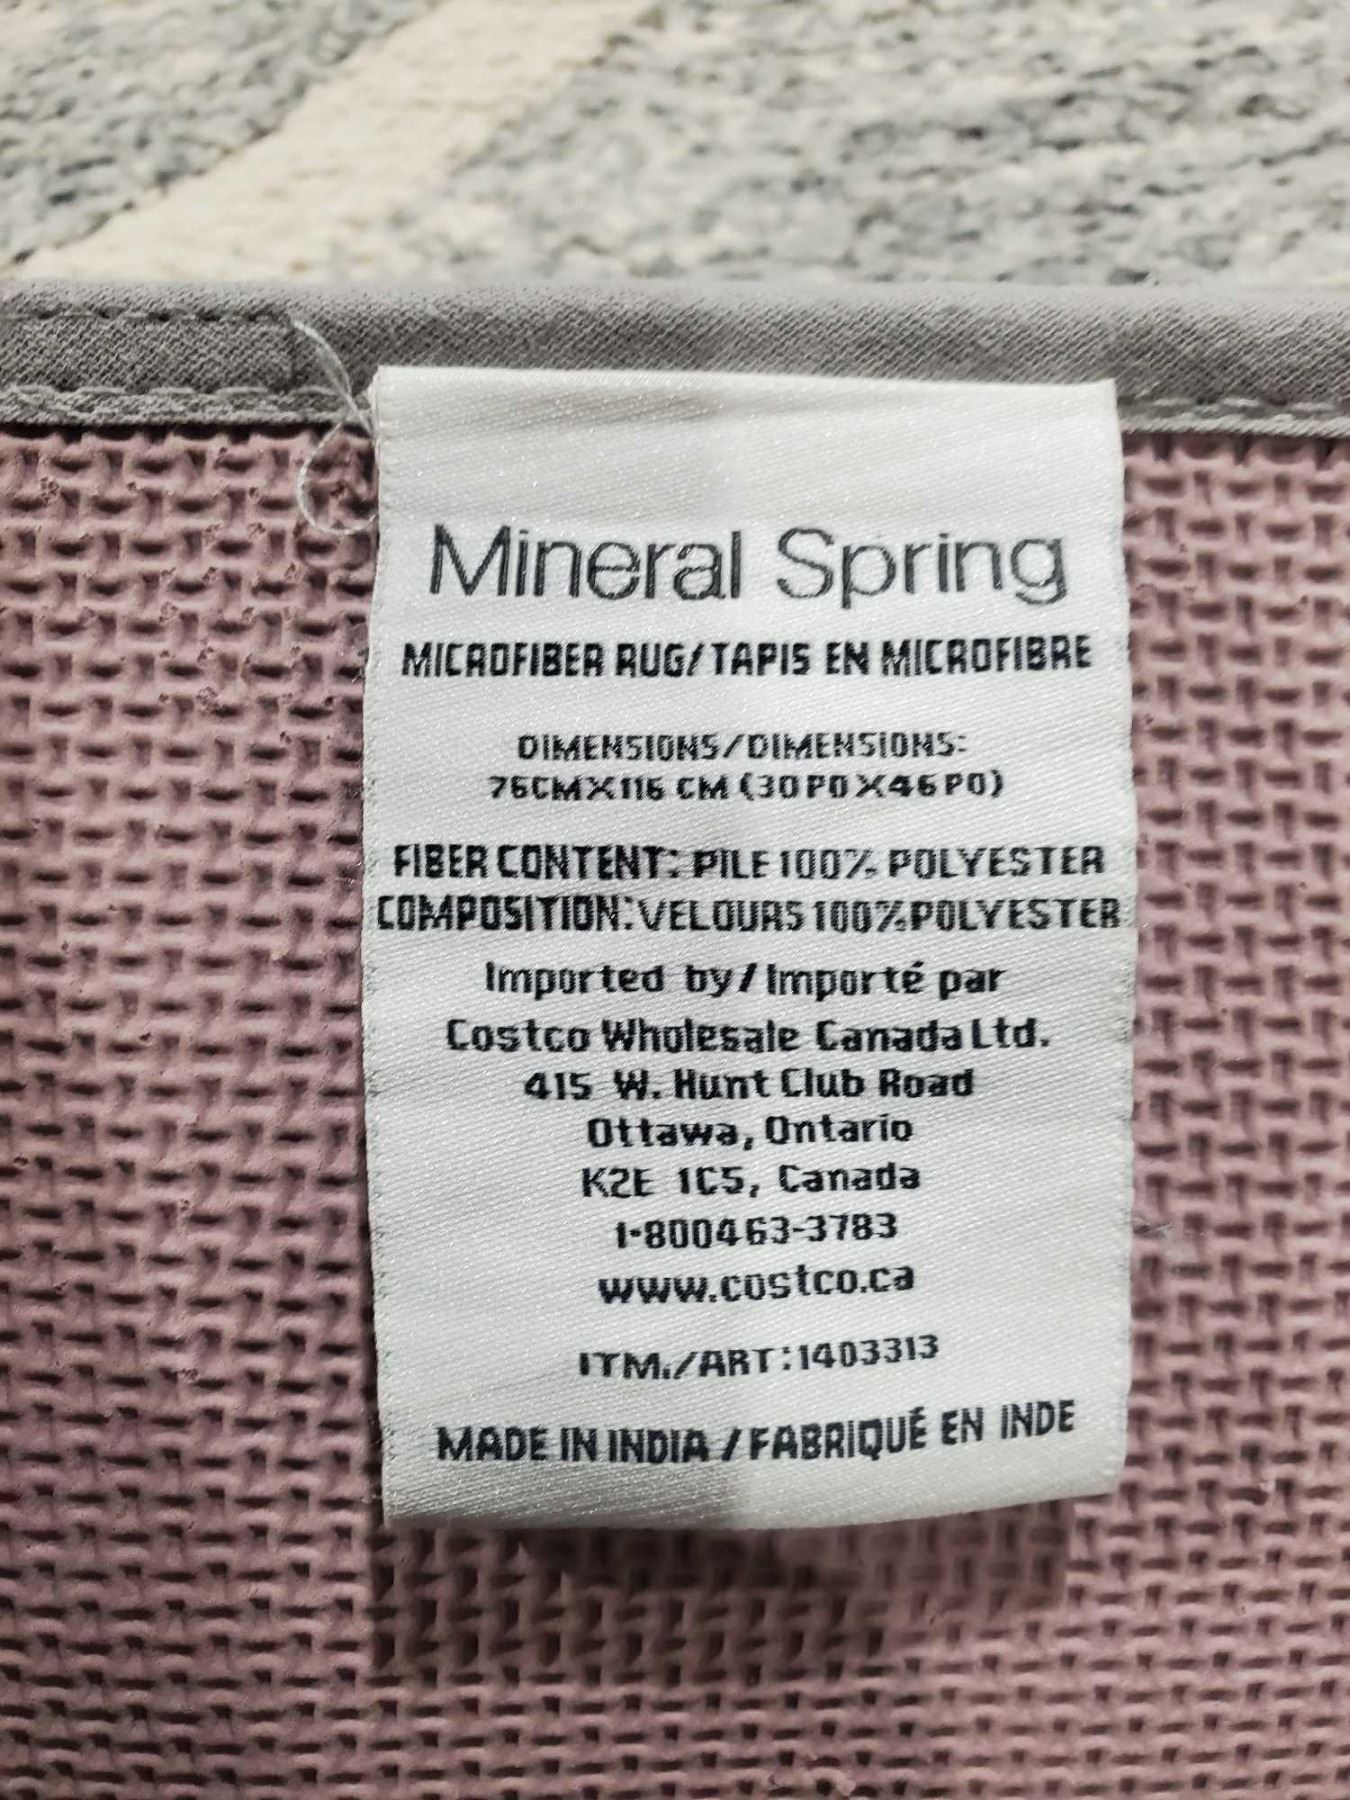 Mineral Spring
MICROFIBER RUG/TAPIS EN MICROFIBRE
DIMENSIONS/DIMENSIONS:
76CMX116 CM (30PO X46PO)
FIBER CONTENT: PILE 100% POLYESTER
COMPOSITION:VELOURS 100%POLYESTER
Imported by/Importé par
Costco Wholesale Canada Ltd.
415 W. Hunt Club Road
Ottawa, Ontario
K2E 1C5, Canada
1-800463-3783
www.costco.ca
ITM./ART:1403313
MADE IN INDIA / FABRIQUÉ EN INDE